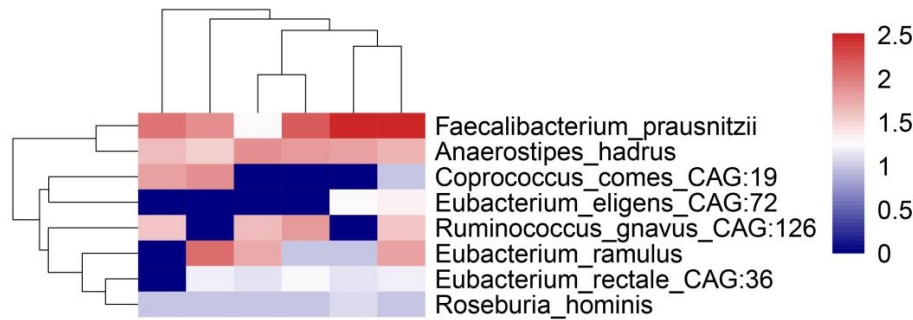 Faecalibacterium_prausnitzii
Anaerostipes_hadrus
Coprococcus_comes_CAG:19
Eubacterium_eligens_CAG:72
Ruminococcus_gnavus_CAG:126
Eubacterium_ramulus
Eubacterium_rectale_CAG:36
Roseburia_hominis
2.5
2
1.5
1
0.5
0